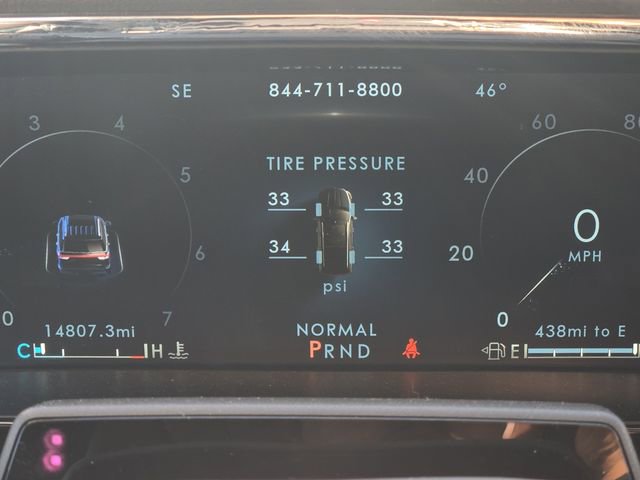 SE 844-711-8800 46°
3 4 60 80
TIRE PRESSURE
5 40
33 33
0
34 33
6 20 MPH
psi
0 7 0
14807.3mi NORMAL 438mi to E
C H PRND E